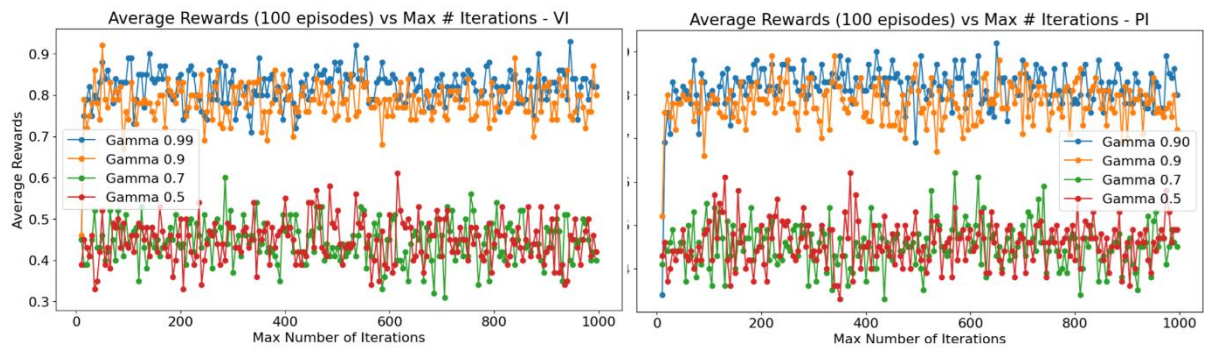 Average Rewards (100 episodes) vs Max # Iterations - VI
Average Rewards
0.9
0.8
0.7
0.6
0.5
0.4
0.3
Gamma 0.99
Gamma 0.9
Gamma 0.7
Gamma 0.5
0 200 400 600 800 1000
Max Number of Iterations
Average Rewards (100 episodes) vs Max # Iterations - PI
Gamma 0.90
Gamma 0.9
Gamma 0.7
Gamma 0.5
0 200 400 600 800 1000
Max Number of Iterations